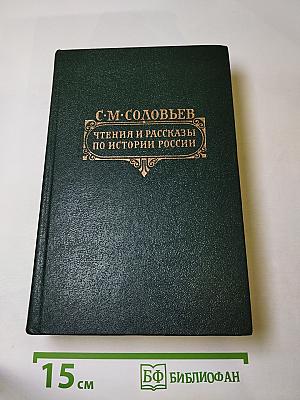 С·М·СОЛОВЬЕВ
ЧТЕНИЯ И РАССКАЗЫ
ПО ИСТОРИИ РОССИИ
15 см
БФ БИБЛИОФАН